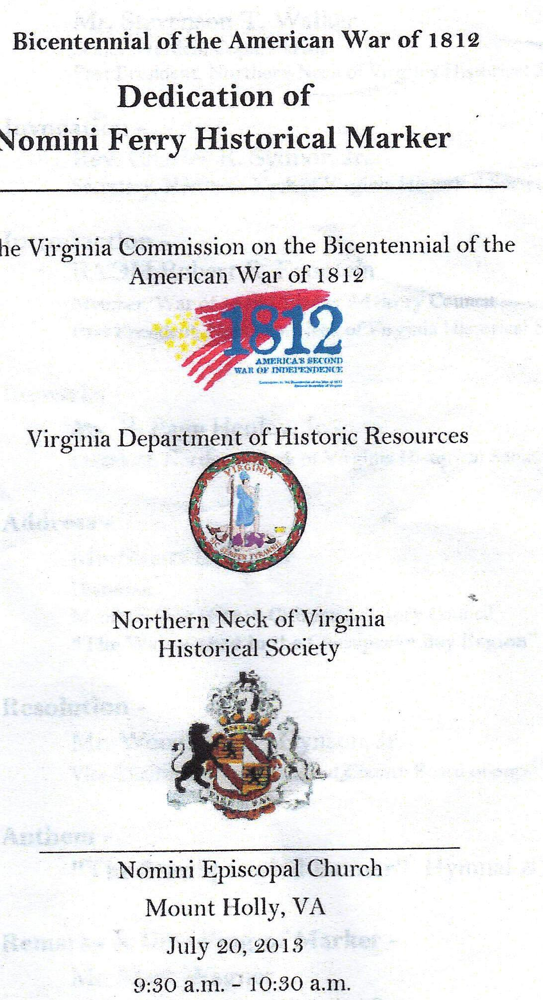 Bicentennial of the American War of 1812
Dedication of
Nomini Ferry Historical Marker
he Virginia Commission on the Bicentennial of the
American War of 1812
1812
AMERICA'S SECOND
WAR OF INDEPENDENCE
Virginia Department of Historic Resources
VIRGINIA
SIC SEMPER TYRANNIS
Northern Neck of Virginia
Historical Society
Nomini Episcopal Church
Mount Holly, VA
July 20, 2013
9:30 a.m. – 10:30 a.m.